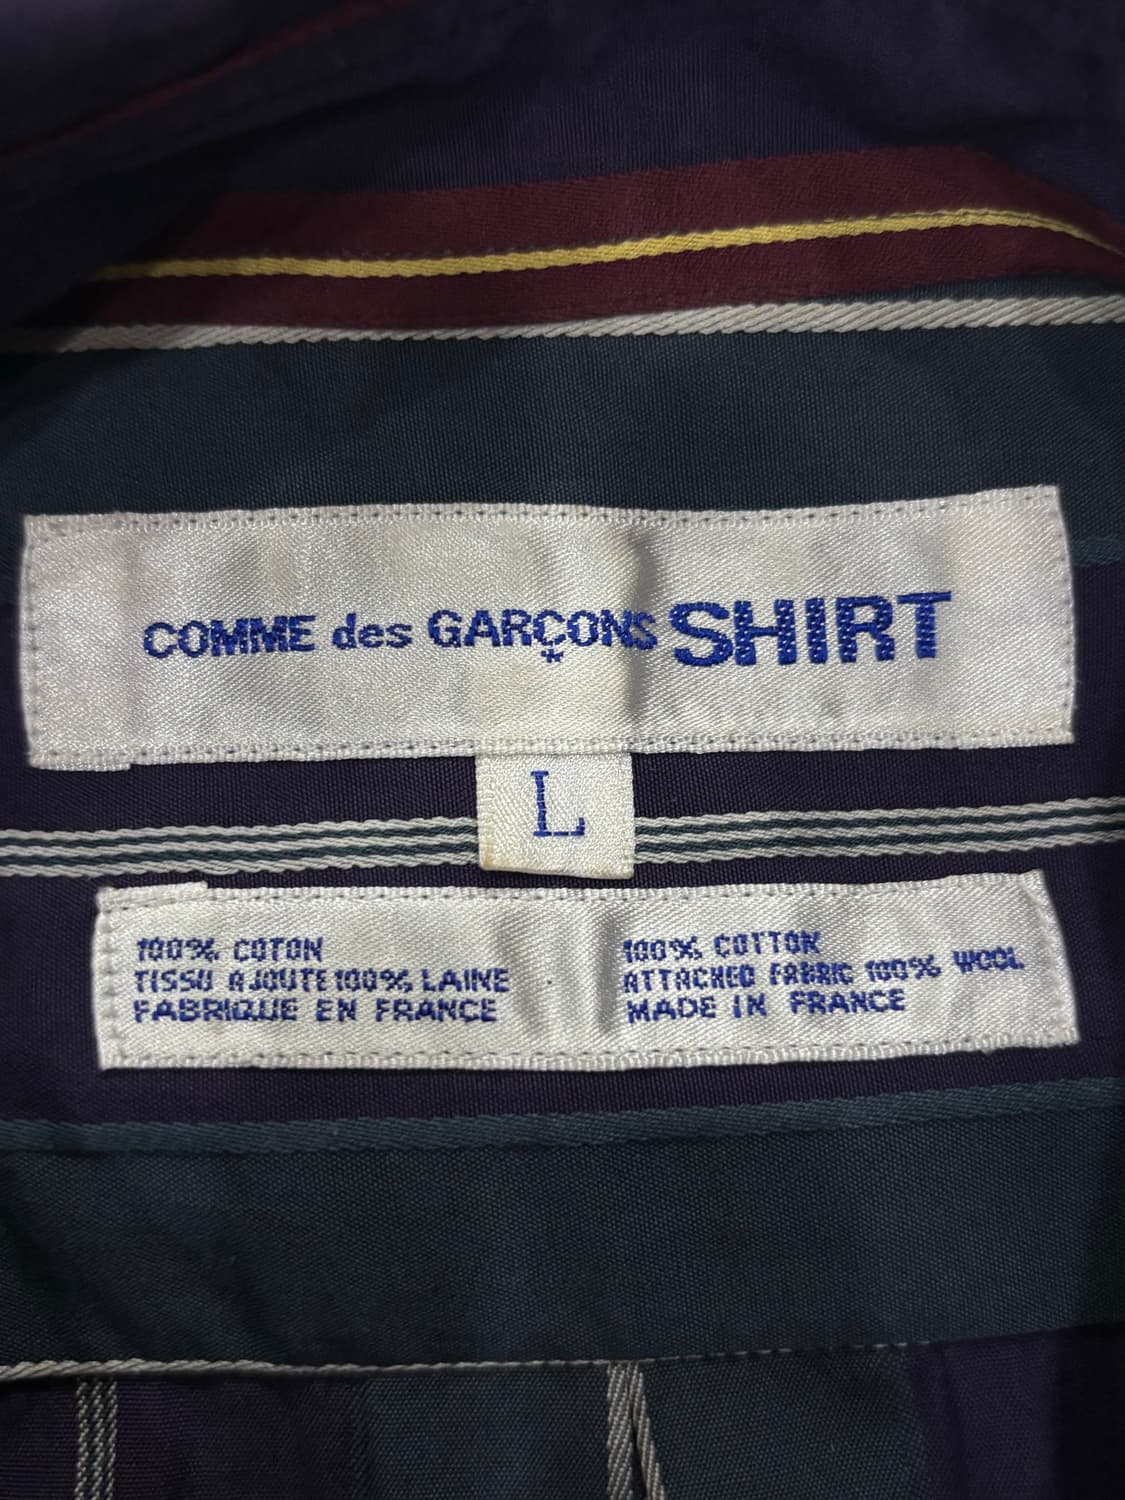 COMME des GARÇONS SHIRT
*
L
100% COTON
TISSU AJOUTE 100% LAINE
FABRIQUE EN FRANCE
100% COTTON
ATTACHED FABRIC 100% WOOL
MADE IN FRANCE